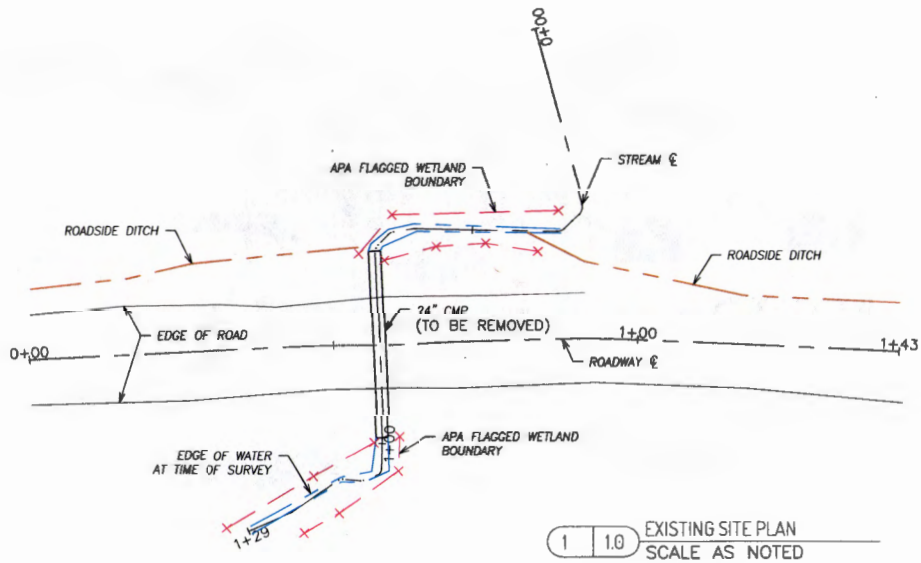 0+00
STREAM ℄
APA FLAGGED WETLAND
BOUNDARY
ROADSIDE DITCH
ROADSIDE DITCH
24" CMP
(TO BE REMOVED)
EDGE OF ROAD
0+00
1+00
1+43
ROADWAY ℄
1+00
APA FLAGGED WETLAND
BOUNDARY
EDGE OF WATER
AT TIME OF SURVEY
1+29
1 1.0 EXISTING SITE PLAN
SCALE AS NOTED